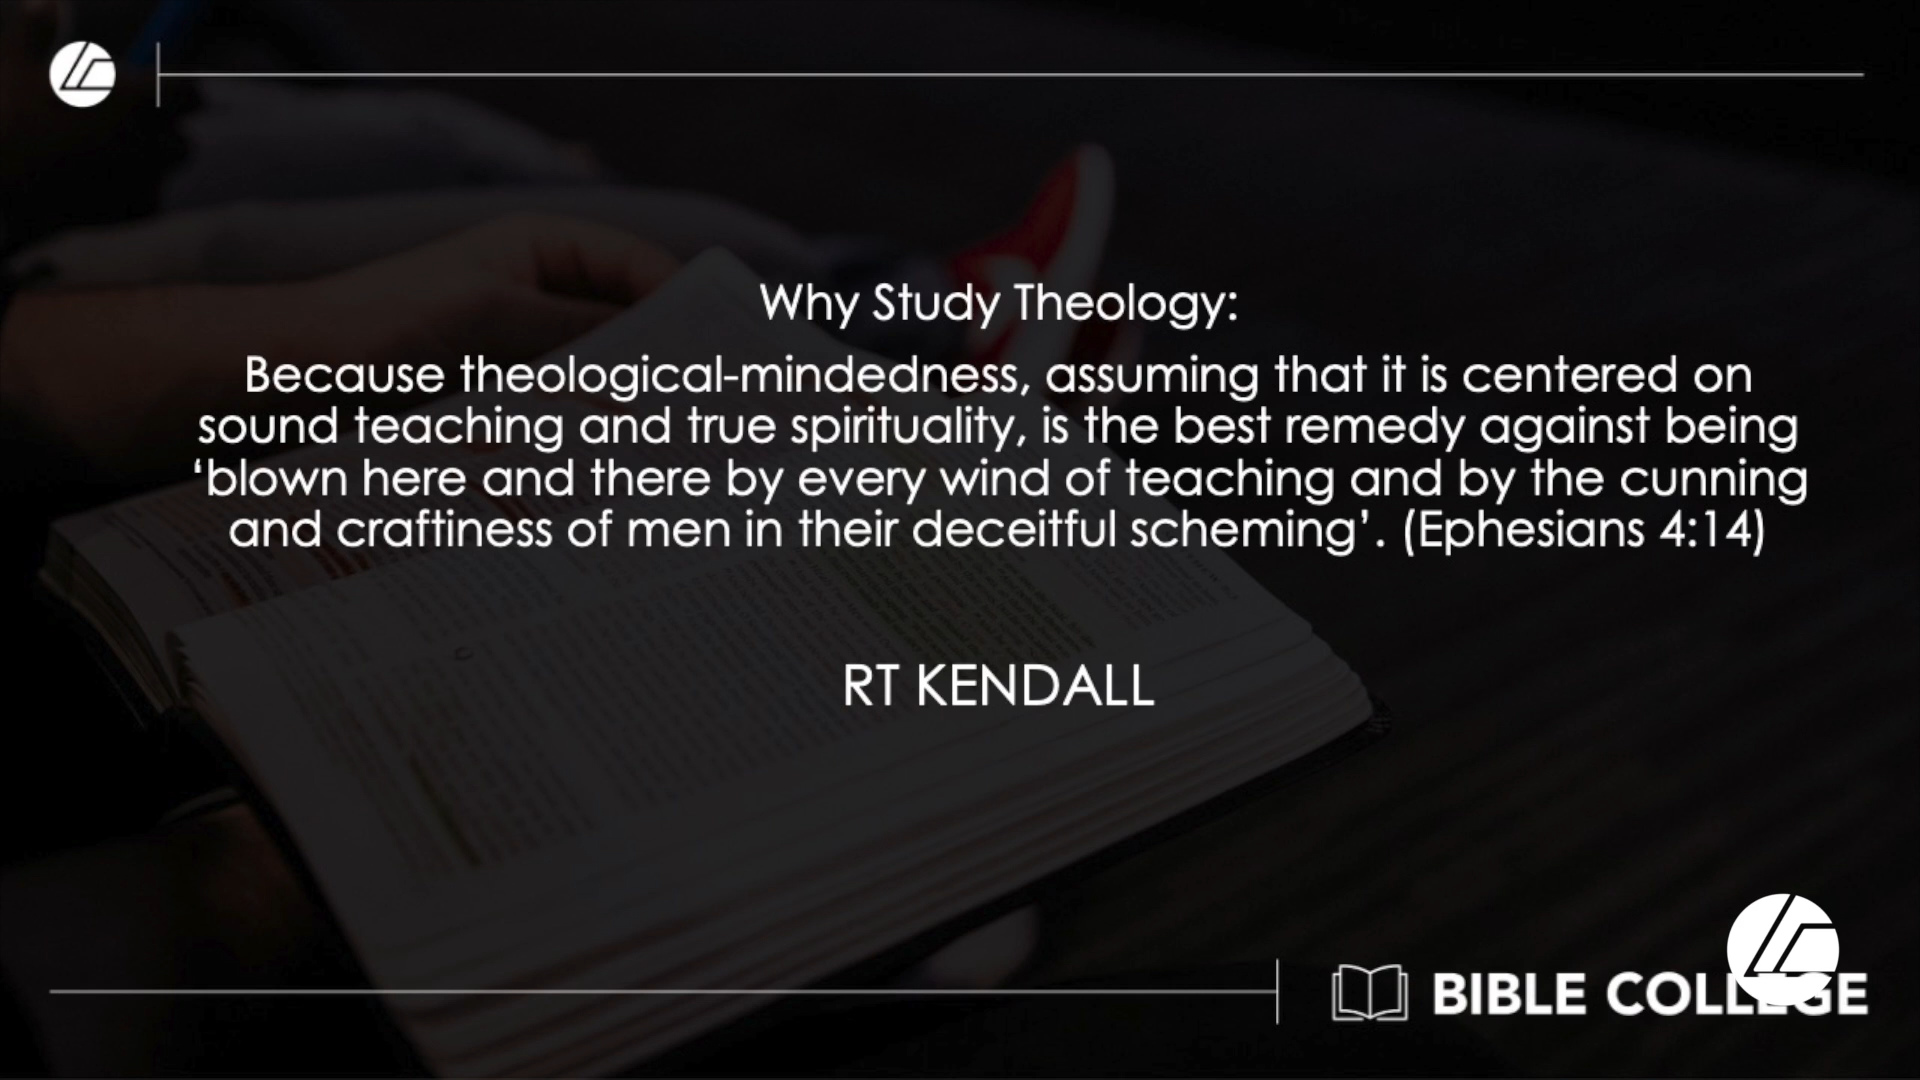 Why Study Theology:
Because theological-mindedness, assuming that it is centered on
sound teaching and true spirituality, is the best remedy against being
‘blown here and there by every wind of teaching and by the cunning
and craftiness of men in their deceitful scheming’. (Ephesians 4:14)
RT KENDALL
BIBLE COLLEGE